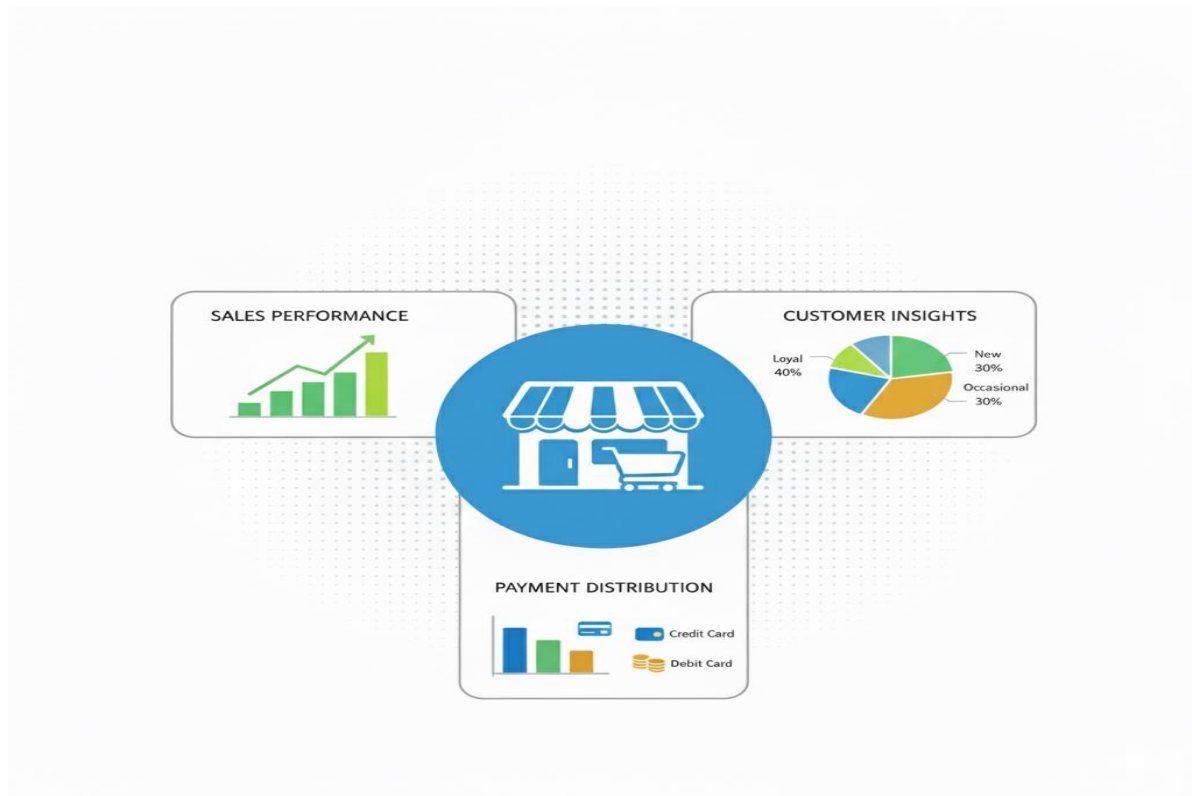 SALES PERFORMANCE
CUSTOMER INSIGHTS
Loyal
40%
New
30%
Occasional
30%
PAYMENT DISTRIBUTION
Credit Card
Debit Card